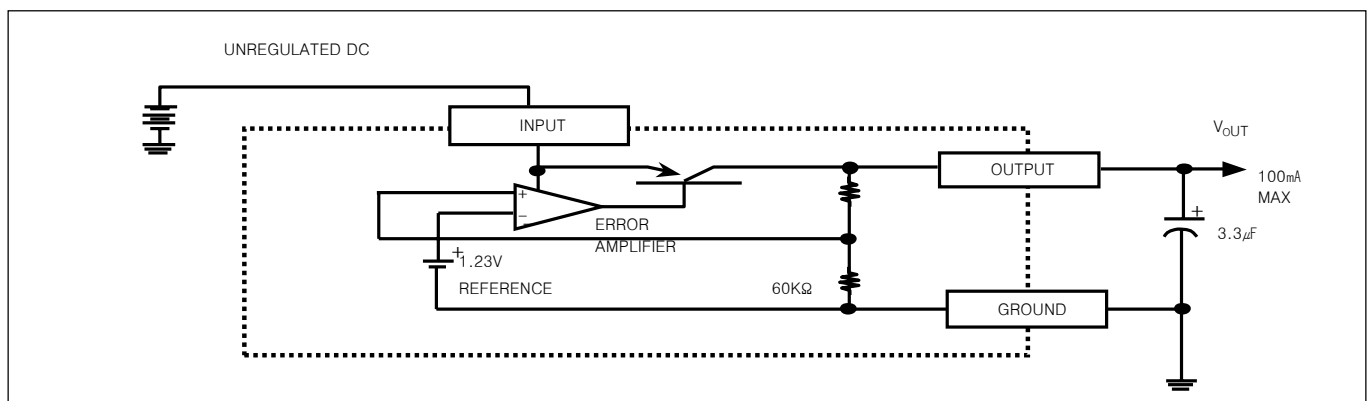 UNREGULATED DC
INPUT
VOUT
OUTPUT
100mA
MAX
+
−
ERROR
AMPLIFIER
+
3.3µF
+
1.23V
REFERENCE
60KΩ
GROUND